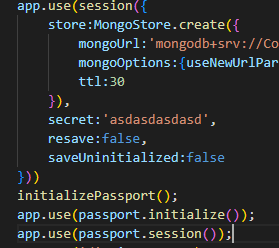 app.use(session({
store:MongoStore.create({
mongoUrl:'mongodb+srv://Co
mongoOptions:{useNewUrlPar
ttl:30
}),
secret:'asdasdasdasd',
resave:false,
saveUninitialized:false
}))
initializePassport();
app.use(passport.initialize());
app.use(passport.session());